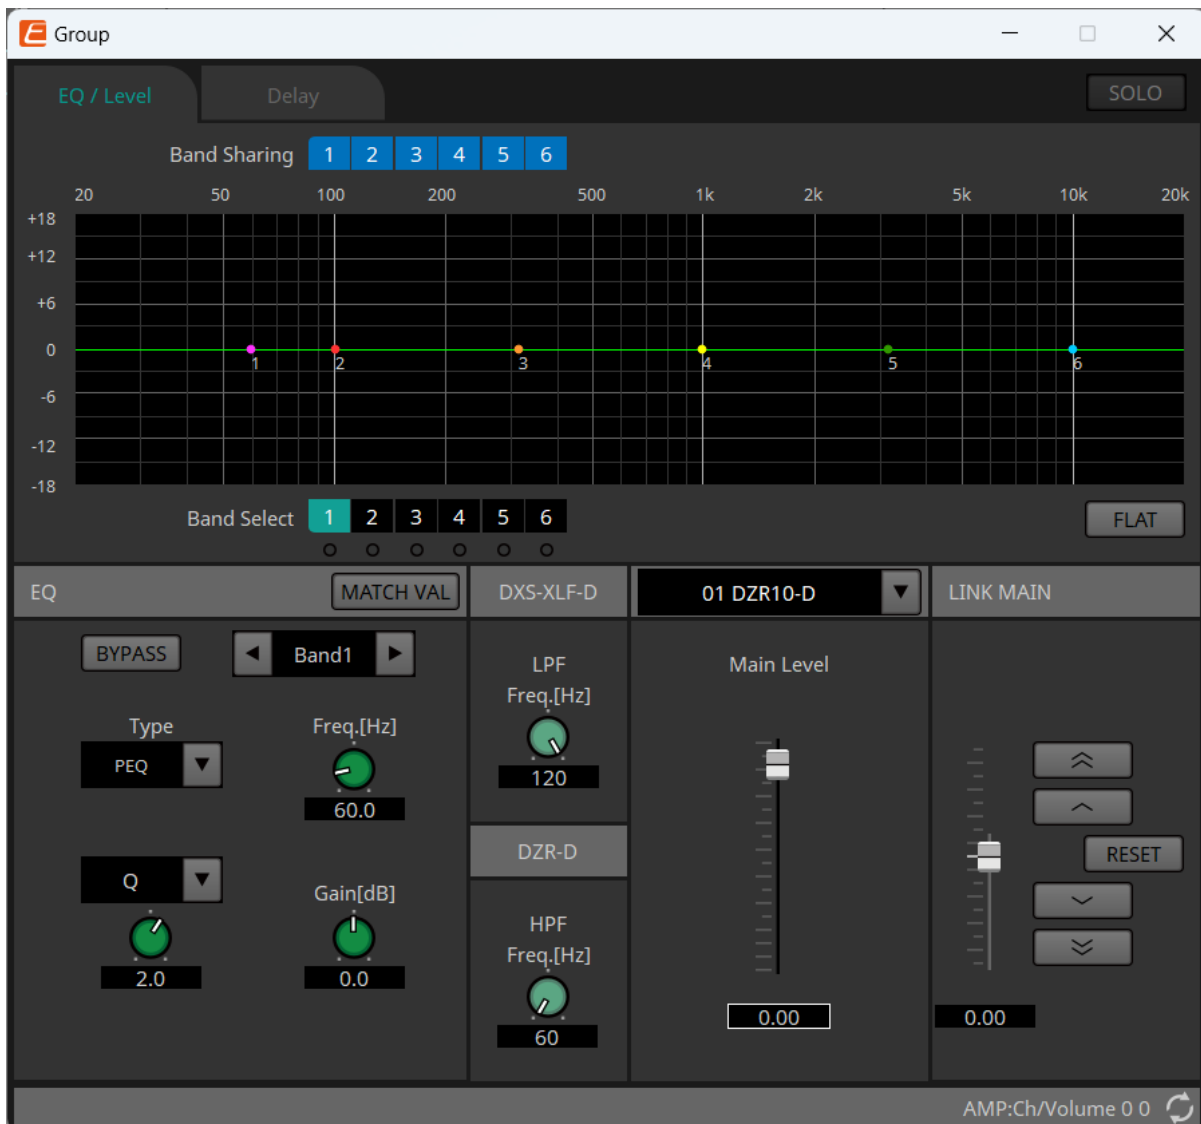 Group
EQ / Level
Delay
SOLO
Band Sharing 1 2 3 4 5 6
20 50 100 200 500 1k 2k 5k 10k 20k
+18
+12
+6
0
-6
-12
-18
1 2 3 4 5 6
Band Select 1 2 3 4 5 6
FLAT
EQ
MATCH VAL
BYPASS
Band1
Type
PEQ
Freq.[Hz]
60.0
Q
2.0
Gain[dB]
0.0
DXS-XLF-D
LPF
Freq.[Hz]
120
DZR-D
HPF
Freq.[Hz]
60
01 DZR10-D
Main Level
0.00
LINK MAIN
RESET
0.00
AMP:Ch/Volume 0 0